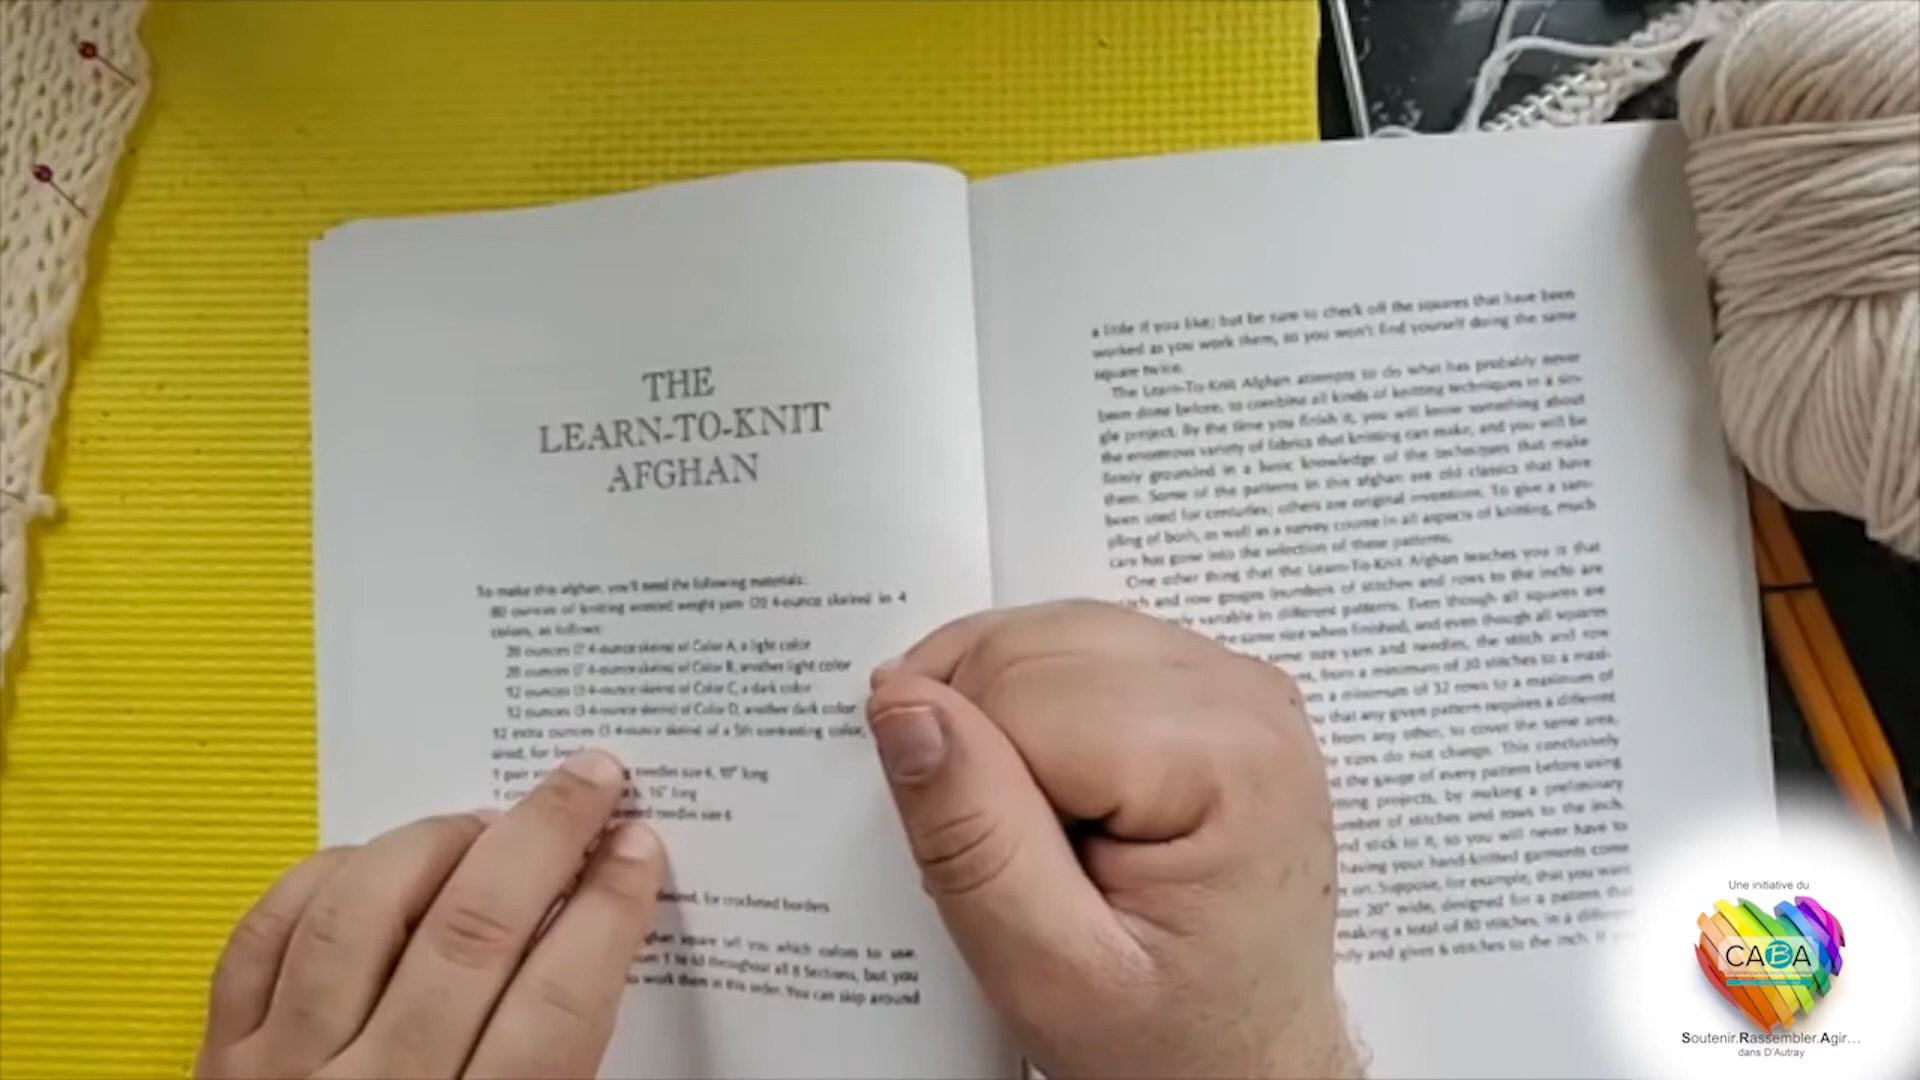 THE
LEARN-TO-KNIT
AFGHAN
To make this afghan, you'll need the following materials:
80 ounces of knitting worsted weight yarn (20 4-ounce skeins) in 4
colors, as follows:
28 ounces (7 4-ounce skeins) of Color A, a light color
28 ounces (7 4-ounce skeins) of Color B, another light color
12 ounces (3 4-ounce skeins) of Color C, a dark color
12 ounces (3 4-ounce skeins) of Color D, another dark color
12 extra ounces (3 4-ounce skeins) of a 5th contrasting color,
for
1 pair needles size 6, 10" long
16" long
needles size 6
desired, for crocheted borders
square tell you which colors to use.
1 to 63 throughout all 8 Sections, but you
work them in this order. You can skip around
a little if you like; but be sure to check off the squares that have been
worked as you work them, so you won't find yourself doing the same
square twice.
The Learn-To-Knit Afghan attempts to do what has probably never
been done before, to combine all kinds of knitting techniques in a sin-
gle project. By the time you finish it, you will know something about
the enormous variety of fabrics that knitting can make, and you will be
firmly grounded in a basic knowledge of the techniques that make
them. Some of the patterns in this afghan are old classics that have
been used for centuries; others are original inventions. To give a sam-
pling of both, as well as a survey course in all aspects of knitting, much
care has gone into the selection of these patterns.
One other thing that the Learn-To-Knit Afghan teaches you is that
and row gauges (numbers of stitches and rows to the inch) are
variable in different patterns. Even though all squares are
the same size when finished, and even though all squares
same size yarn and needles, the stitch and row
from a minimum of 30 stitches to a maxi-
a minimum of 32 rows to a maximum of
that any given pattern requires a different
from any other, to cover the same area,
sizes do not change. This conclusively
the gauge of every pattern before using
projects, by making a preliminary
number of stitches and rows to the inch.
and stick to it, so you will never have to
having your hand-knitted garments come
on. Suppose, for example, that you want
20" wide, designed for a pattern that
making a total of 80 stitches, in a different
and gives 6 stitches to the inch. If
Une initiative du
CABA
Soutenir.Rassembler.Agir...
dans D'Autray